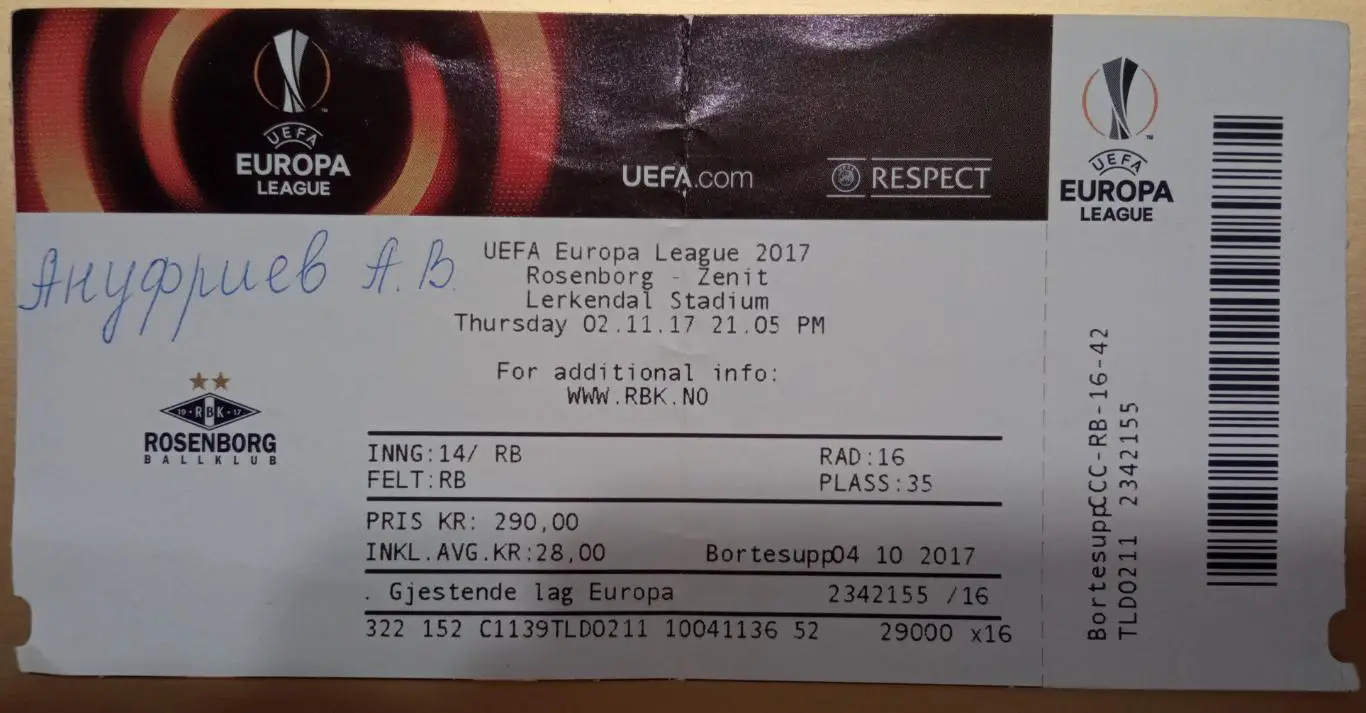 UEFA
EUROPA
LEAGUE
UEFA.com
RESPECT
Ануфриев А.В.
UEFA Europa League 2017
Rosenborg - Zenit
Lerkendal Stadium
Thursday 02.11.17 21.05 PM
For additional info:
WWW.RBK.NO
19 RBK 17
ROSENBORG
BALLKLUB
INNG:14/ RB RAD:16
FELT:RB PLASS:35
PRIS KR: 290,00
INKL.AVG.KR:28,00 Bortesupp04 10 2017
. Gjestende lag Europa 2342155 /16
322 152 C1139TLD0211 10041136 52 29000 x16
UEFA
EUROPA
LEAGUE
BortesuppCCC-RB-16-42
TLD0211 2342155